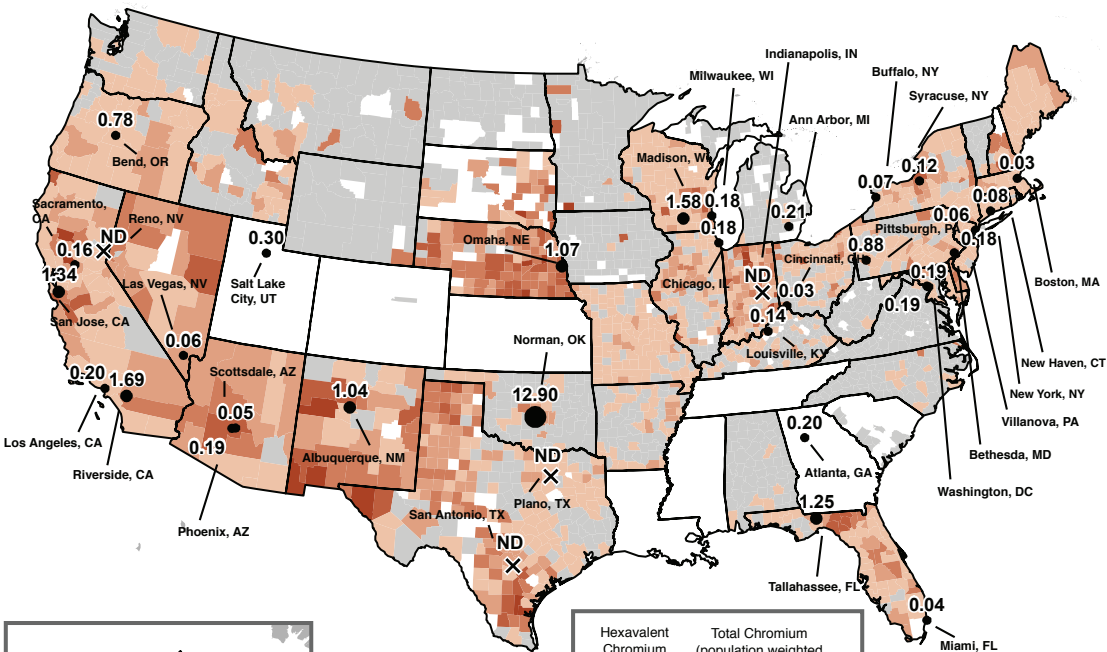 Indianapolis, IN
Milwaukee, WI
Buffalo, NY
Syracuse, NY
Ann Arbor, MI
0.78
Bend, OR
Madison, WI
0.12
0.03
0.07
1.58
0.18
0.08
Sacramento,
CA
Reno, NV
0.21
0.06
ND
0.18
Pittsburgh, PA
0.30
Omaha, NE
1.07
0.18
0.16
0.88
Cincinnati, OH
ND
0.19
1.34
Las Vegas, NV
Salt Lake
City, UT
Chicago, IL
Boston, MA
0.03
0.19
San Jose, CA
0.14
Norman, OK
Louisville, KY
0.06
New Haven, CT
Scottsdale, AZ
0.20
1.69
1.04
12.90
New York, NY
0.05
0.20
Villanova, PA
Los Angeles, CA
0.19
Albuquerque, NM
ND
Bethesda, MD
Riverside, CA
Atlanta, GA
Plano, TX
Washington, DC
1.25
San Antonio, TX
Phoenix, AZ
ND
Tallahassee, FL
0.04
Hexavalent
Chromium
Total Chromium
(population weighted
Miami, FL